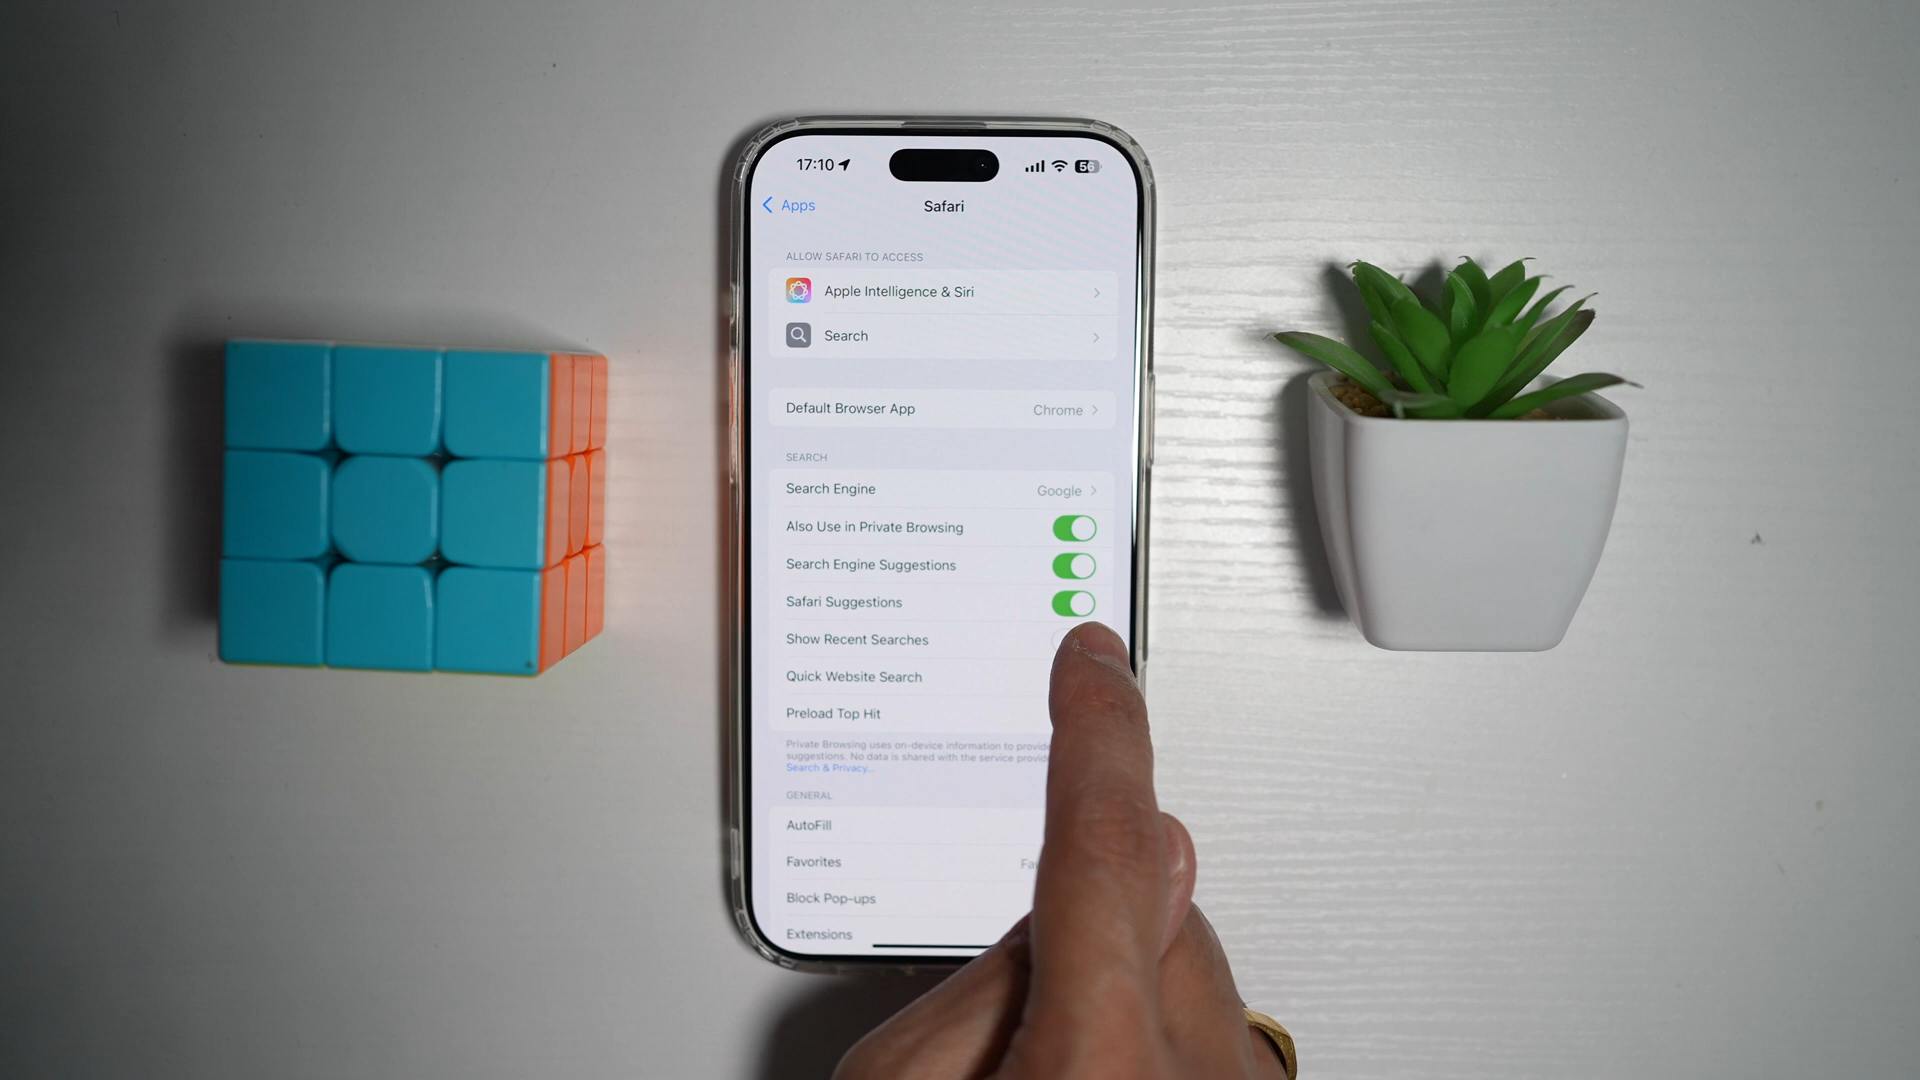 17:10
56
Apps
Safari
ALLOW SAFARI TO ACCESS
Apple Intelligence & Siri
Search
Default Browser App Chrome
SEARCH
Search Engine Google
Also Use in Private Browsing
Search Engine Suggestions
Safari Suggestions
Show Recent Searches
Quick Website Search
Preload Top Hit
Private Browsing uses on-device information to provide
suggestions. No data is shared with the service
Search & Privacy...
GENERAL
AutoFill
Favorites
Block Pop-ups
Extensions